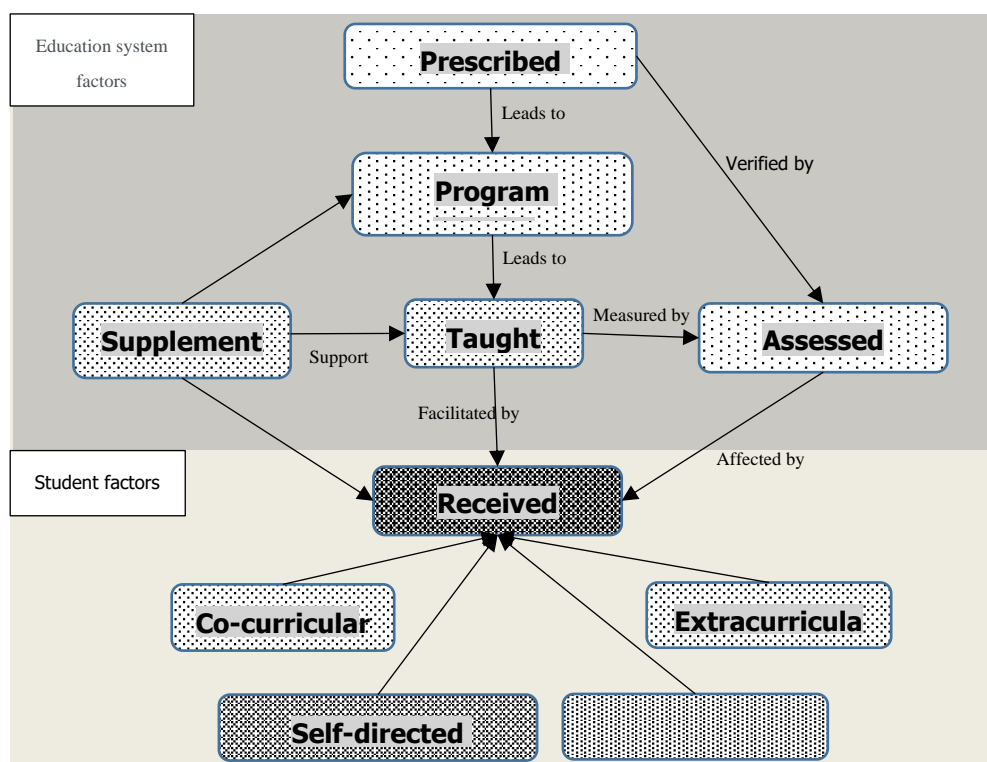 Education system
factors
Prescribed
Leads to
Verified by
Program
Leads to
Supplement
Support
Taught
Measured by
Assessed
Facilitated by
Affected by
Student factors
Received
Co-curricular
Extracurricula
Self-directed